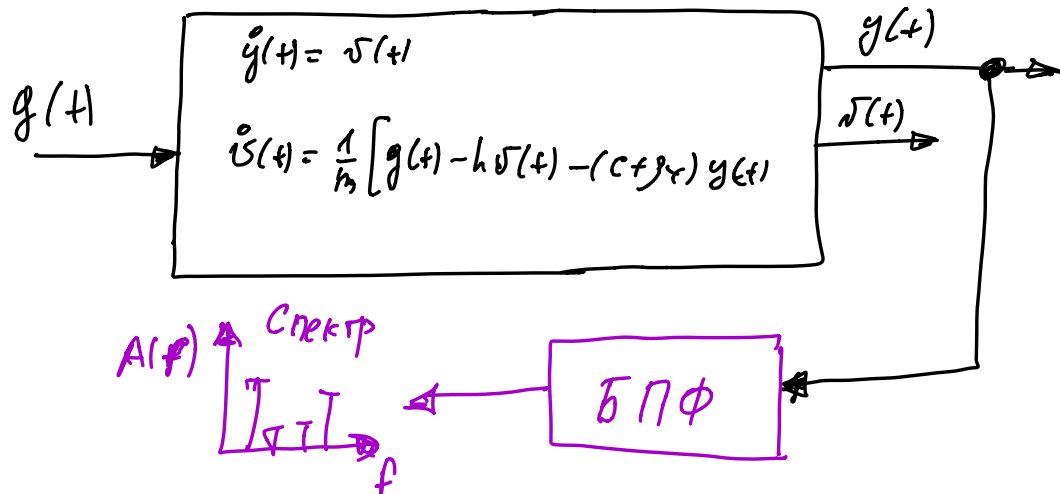 g(t)
ẏ(t) = v(t)
v̇(t) = 1/m [g(t) - h v(t) - (c + ) y(t)
y(t)
v(t)
A(f)
Спектр
f
БПФ